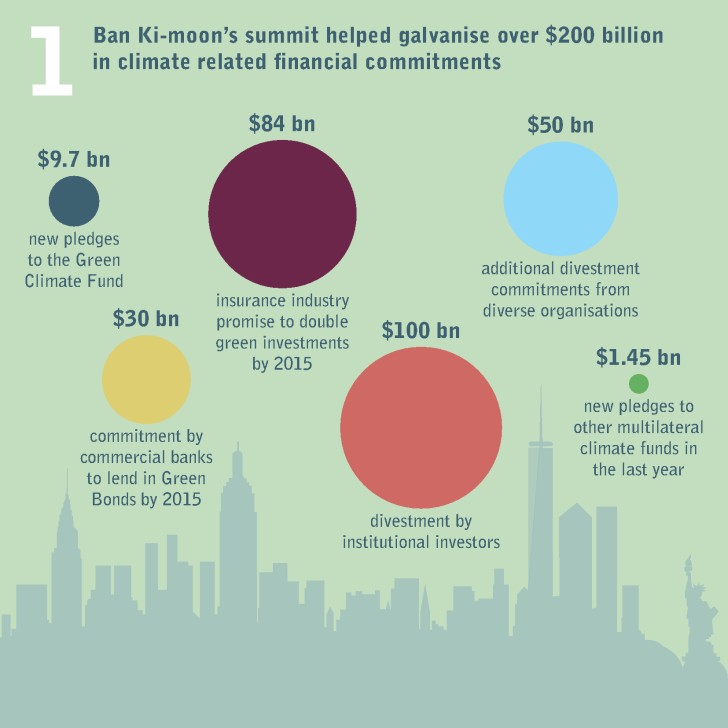 1
Ban Ki-moon’s summit helped galvanise over $200 billion
in climate related financial commitments
$9.7 bn
new pledges
to the Green
Climate Fund
$84 bn
insurance industry
promise to double
green investments
by 2015
$50 bn
additional divestment
commitments from
diverse organisations
$30 bn
commitment by
commercial banks
to lend in Green
Bonds by 2015
$100 bn
divestment by
institutional investors
$1.45 bn
new pledges to
other multilateral
climate funds in
the last year